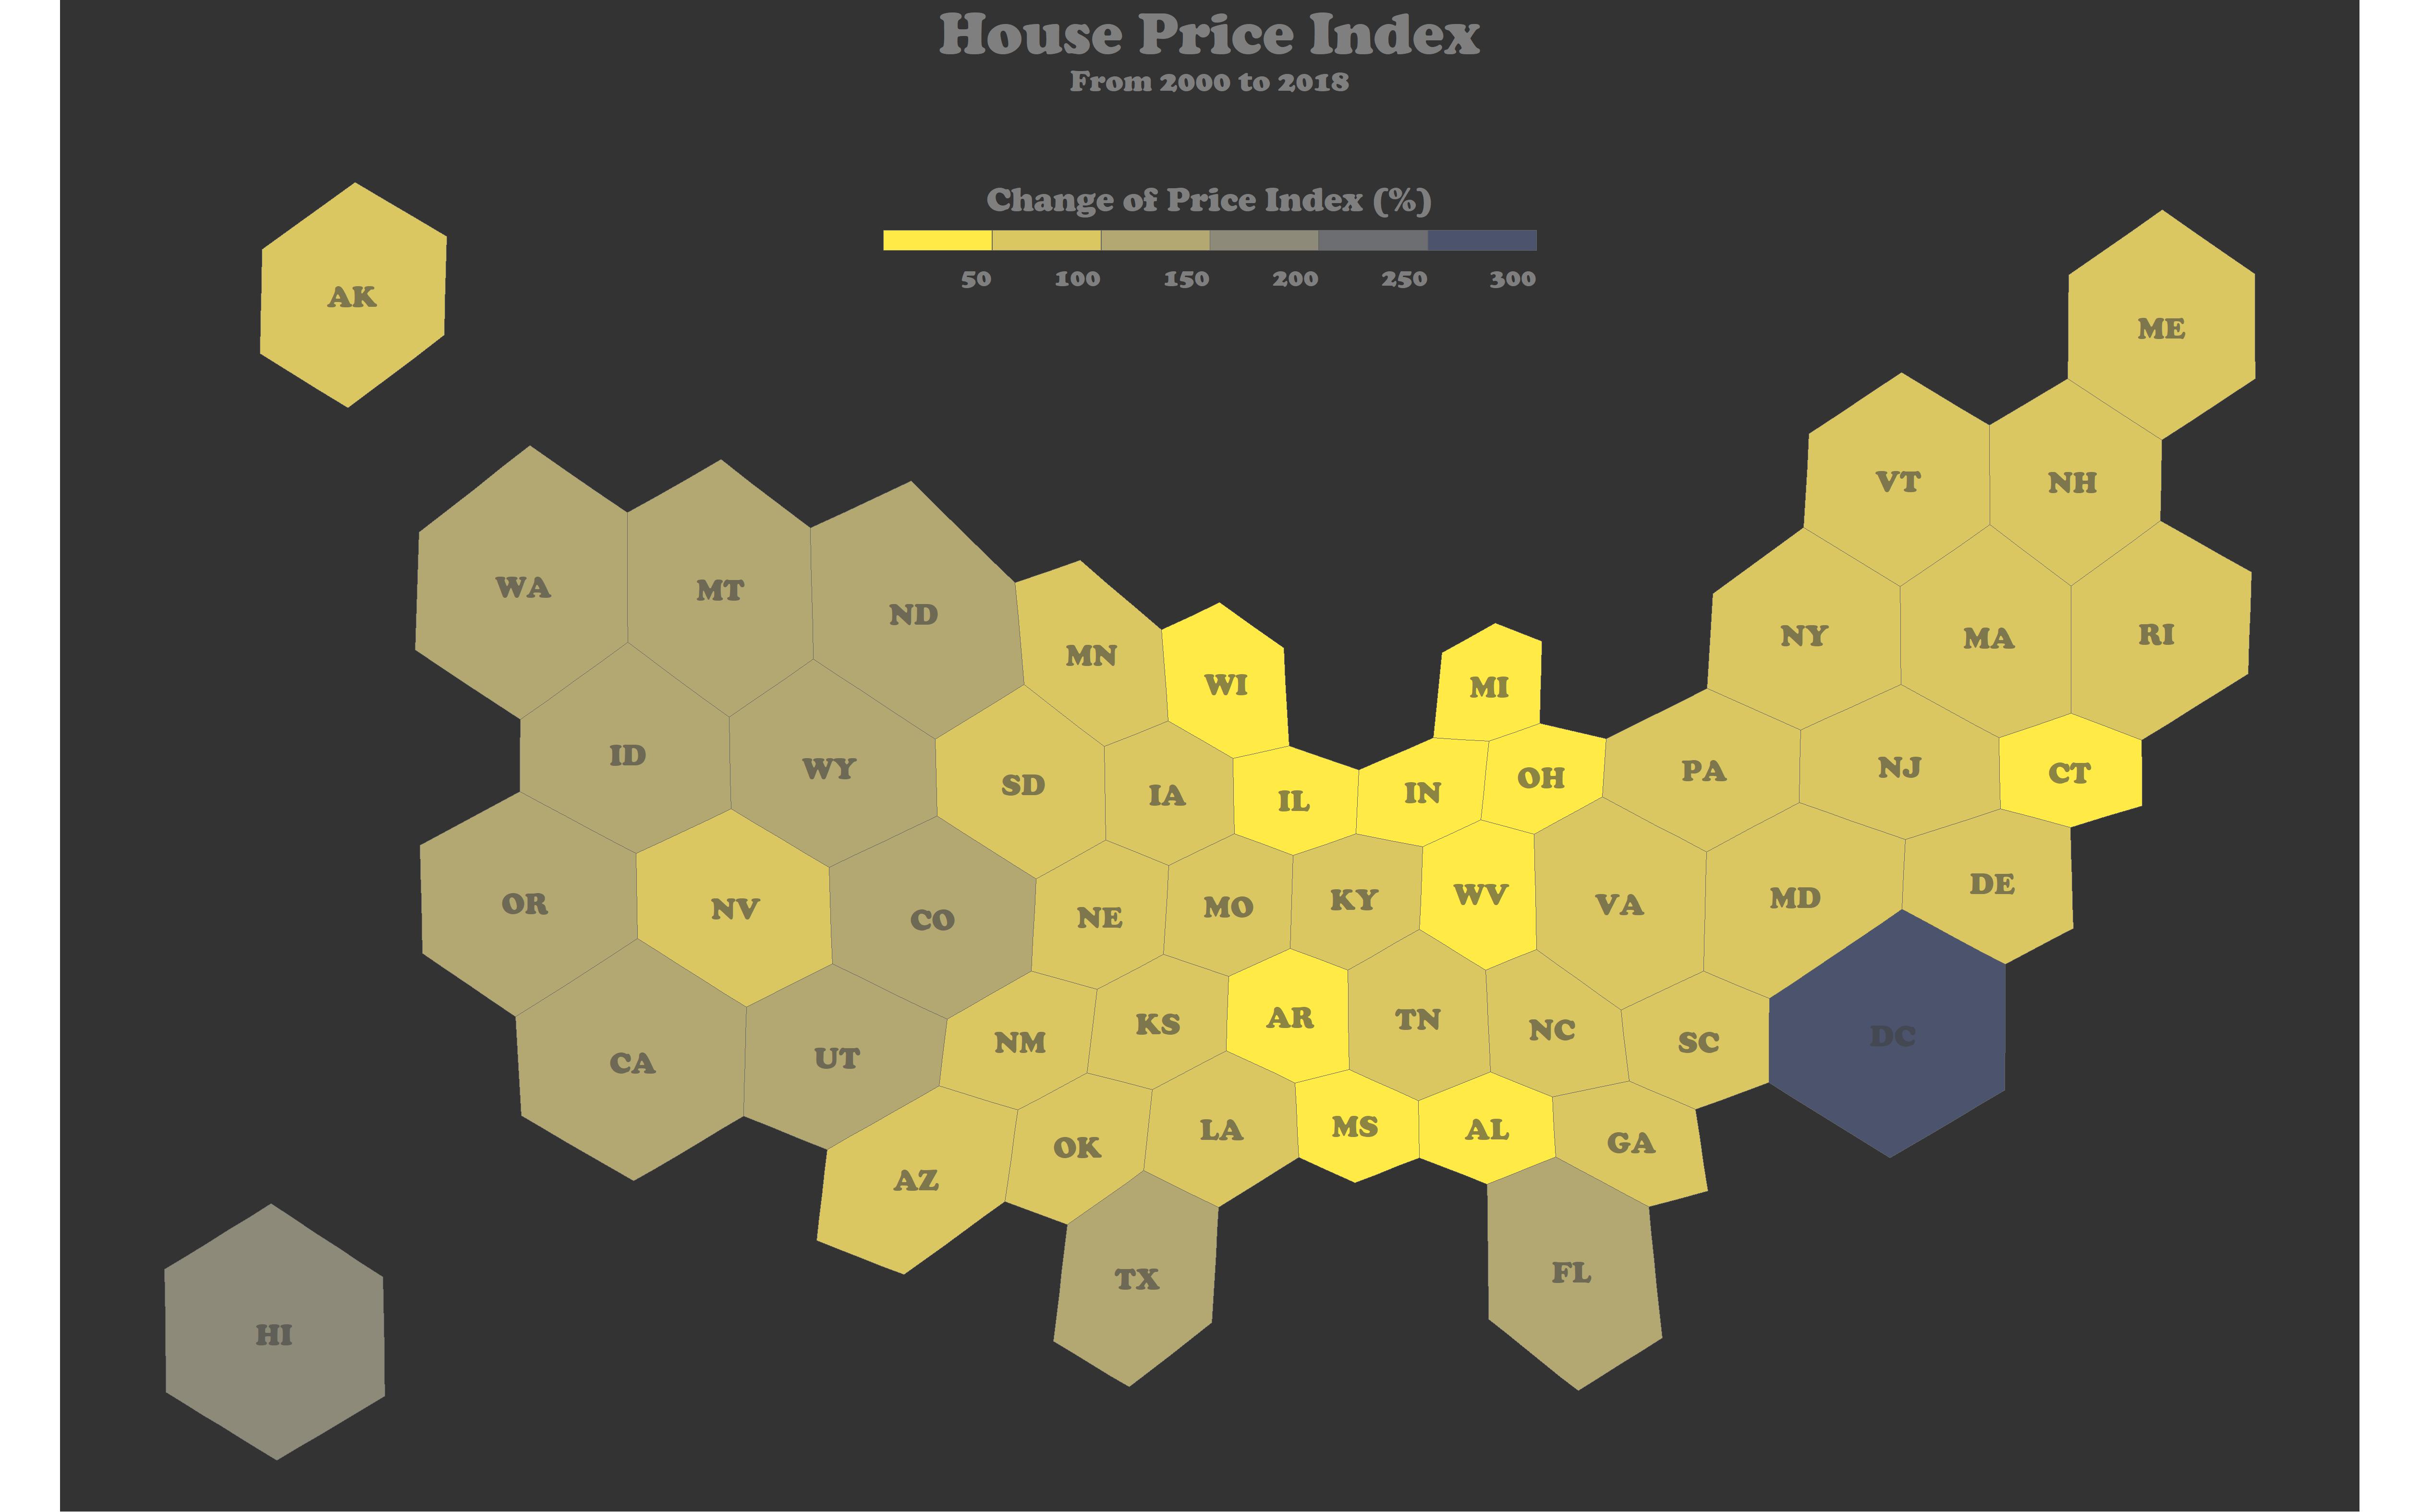 House Price Index
From 2000 to 2018
Change of Price Index (%)
50 100 150 200 250 300
AK
ME
VT NH
WA MT ND
MN WI MI NY MA RI
ID WY SD IA IL IN OH PA NJ CT
OR NV CO NE MO KY WV VA MD DE
CA UT NM KS AR TN NC SC DC
AZ OK LA MS AL GA
TX FL
HI